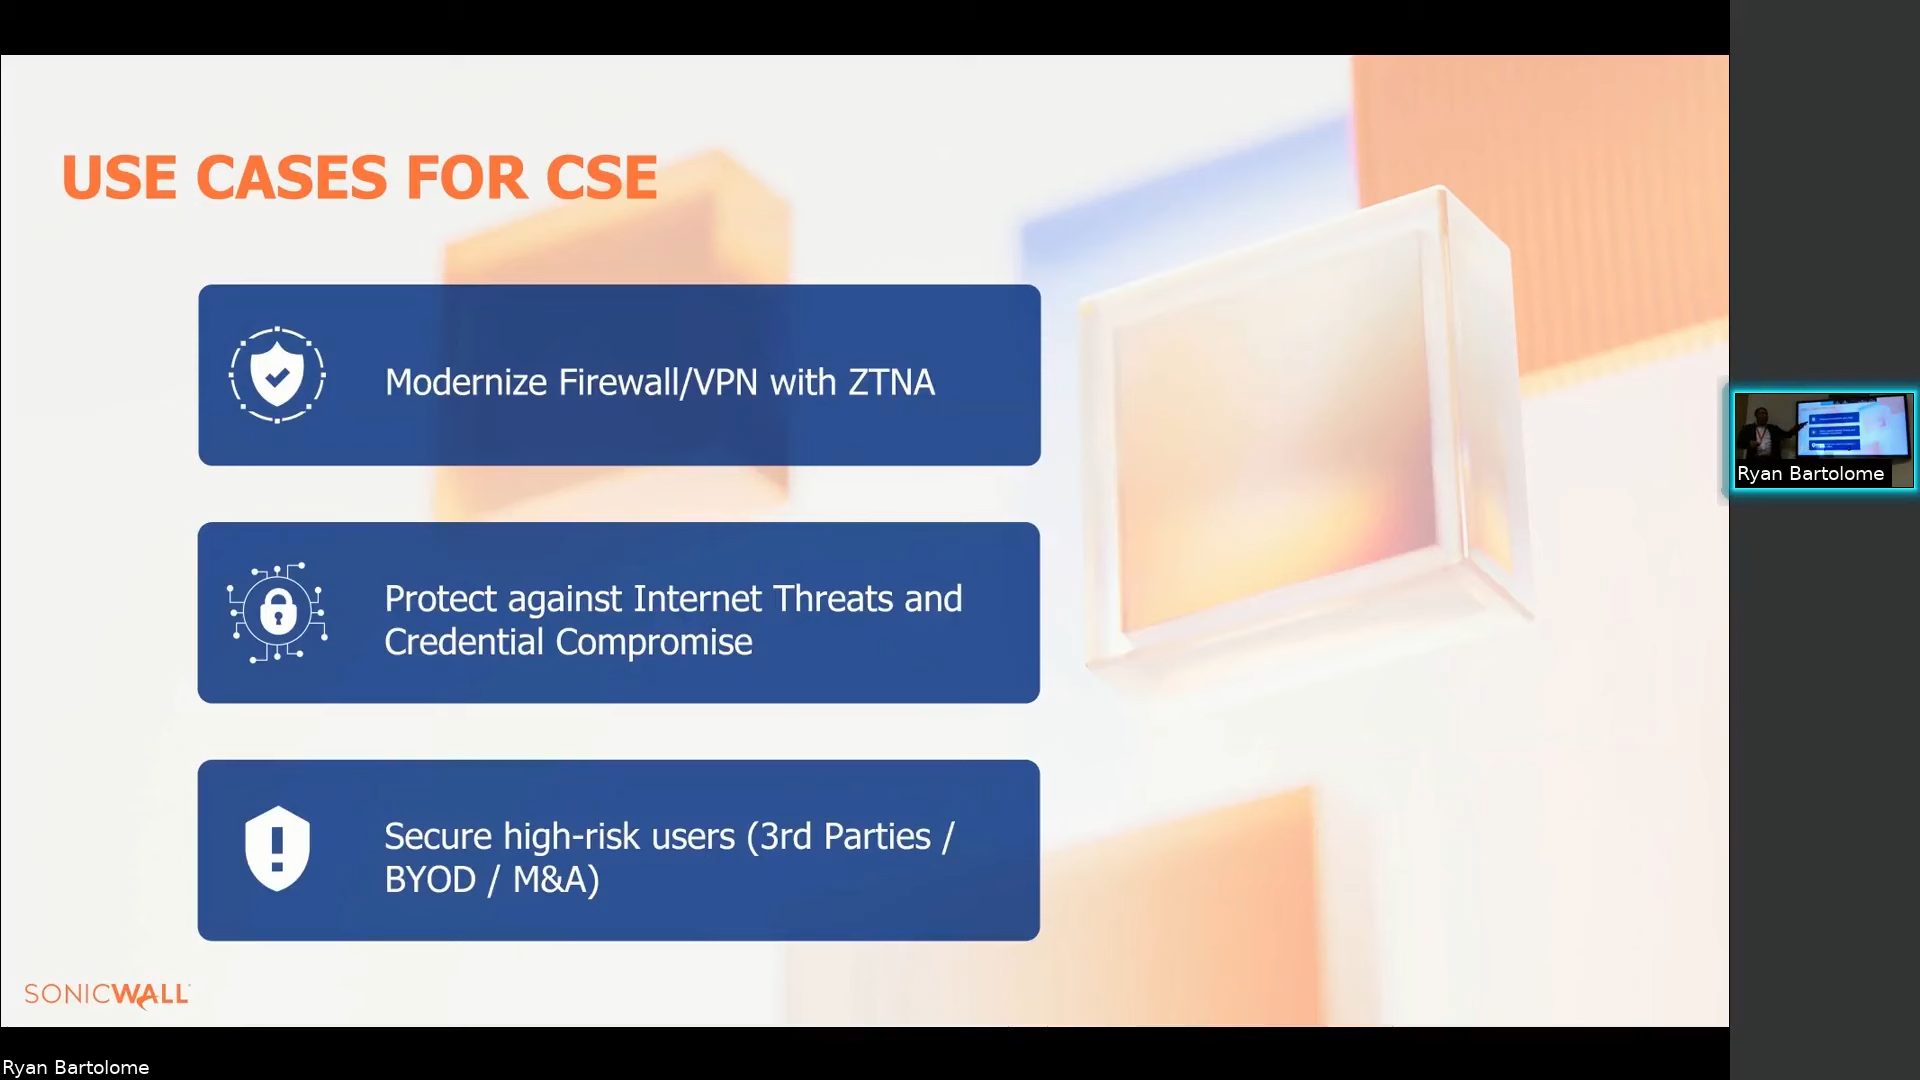 USE CASES FOR CSE
Modernize Firewall/VPN with ZTNA
Protect against Internet Threats and
Credential Compromise
Secure high-risk users (3rd Parties /
BYOD / M&A)
SONICWALL
Ryan Bartolome
Ryan Bartolome